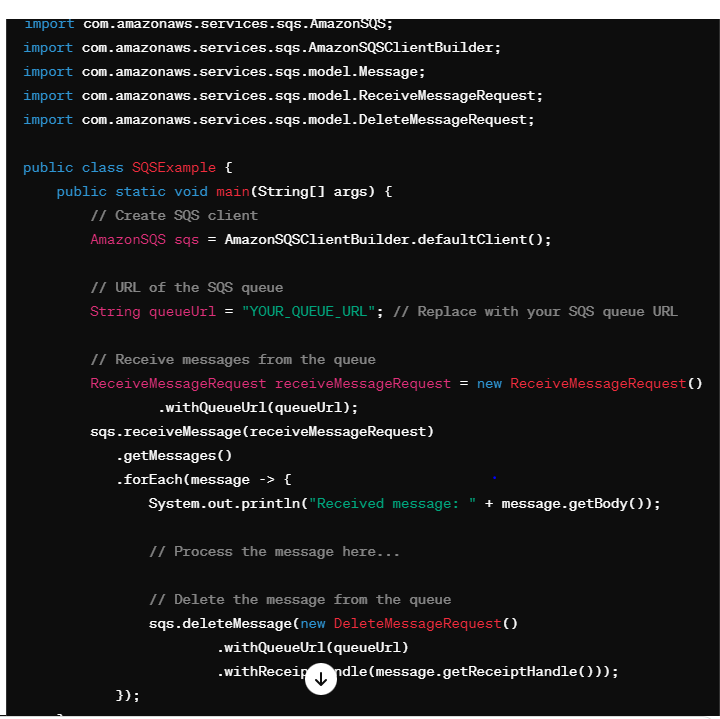 import com.amazonaws.services.sqs.AmazonSQS;
import com.amazonaws.services.sqs.AmazonSQSClientBuilder;
import com.amazonaws.services.sqs.model.Message;
import com.amazonaws.services.sqs.model.ReceiveMessageRequest;
import com.amazonaws.services.sqs.model.DeleteMessageRequest;

public class SQSExample {
    public static void main(String[] args) {
        // Create SQS client
        AmazonSQS sqs = AmazonSQSClientBuilder.defaultClient();

        // URL of the SQS queue
        String queueUrl = "YOUR_QUEUE_URL"; // Replace with your SQS queue URL

        // Receive messages from the queue
        ReceiveMessageRequest receiveMessageRequest = new ReceiveMessageRequest()
                .withQueueUrl(queueUrl);
        sqs.receiveMessage(receiveMessageRequest)
           .getMessages()
           .forEach(message -> {
               System.out.println("Received message: " + message.getBody());

               // Process the message here...

               // Delete the message from the queue
               sqs.deleteMessage(new DeleteMessageRequest()
                       .withQueueUrl(queueUrl)
                       (message.getReceiptHandle()));
           });